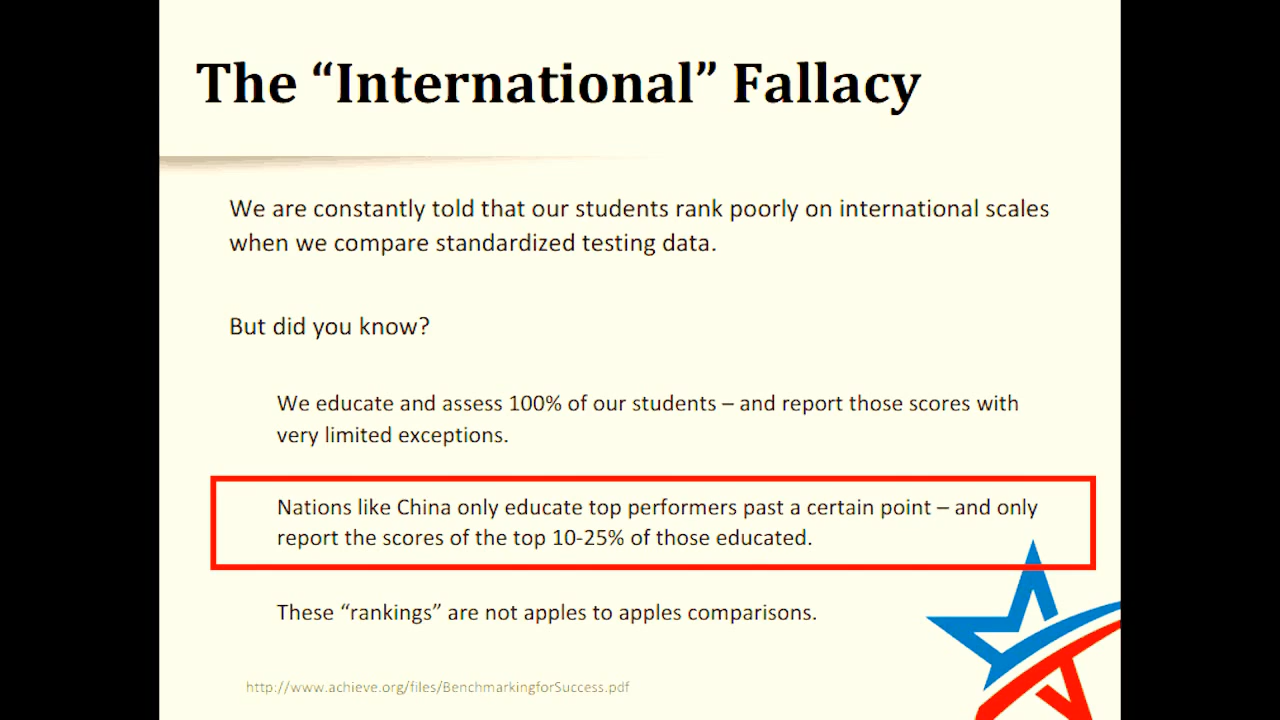 The “International” Fallacy
We are constantly told that our students rank poorly on international scales
when we compare standardized testing data.
But did you know?
We educate and assess 100% of our students – and report those scores with
very limited exceptions.
Nations like China only educate top performers past a certain point – and only
report the scores of the top 10-25% of those educated.
These “rankings” are not apples to apples comparisons.
http://www.achieve.org/files/BenchmarkingforSuccess.pdf